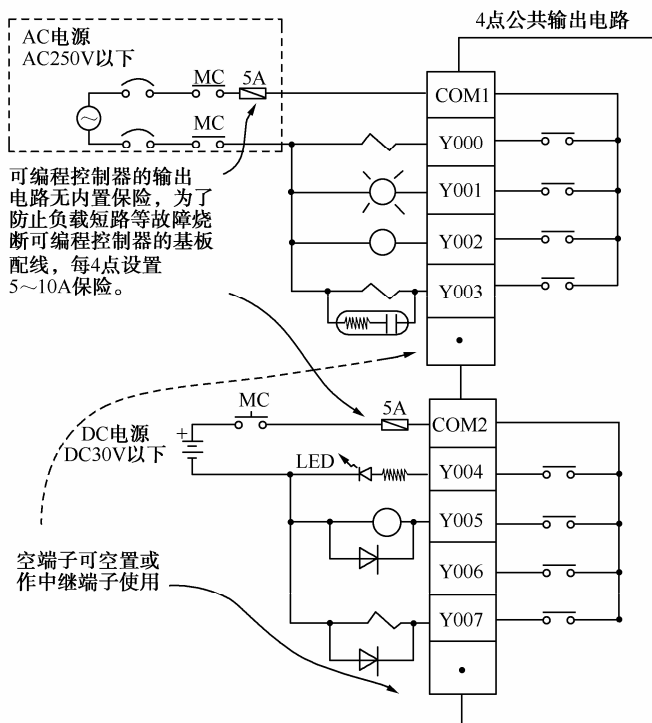 4点公共输出电路
AC电源
AC250V以下
MC
5A
MC
COM1
Y000
Y001
Y002
Y003
可编程控制器的输出
电路无内置保险，为了
防止负载短路等故障烧
断可编程控制器的基板
配线，每4点设置
5～10A保险。
MC
5A
DC电源
DC30V以下
+
LED
COM2
Y004
Y005
Y006
Y007
空端子可空置或
作中继端子使用